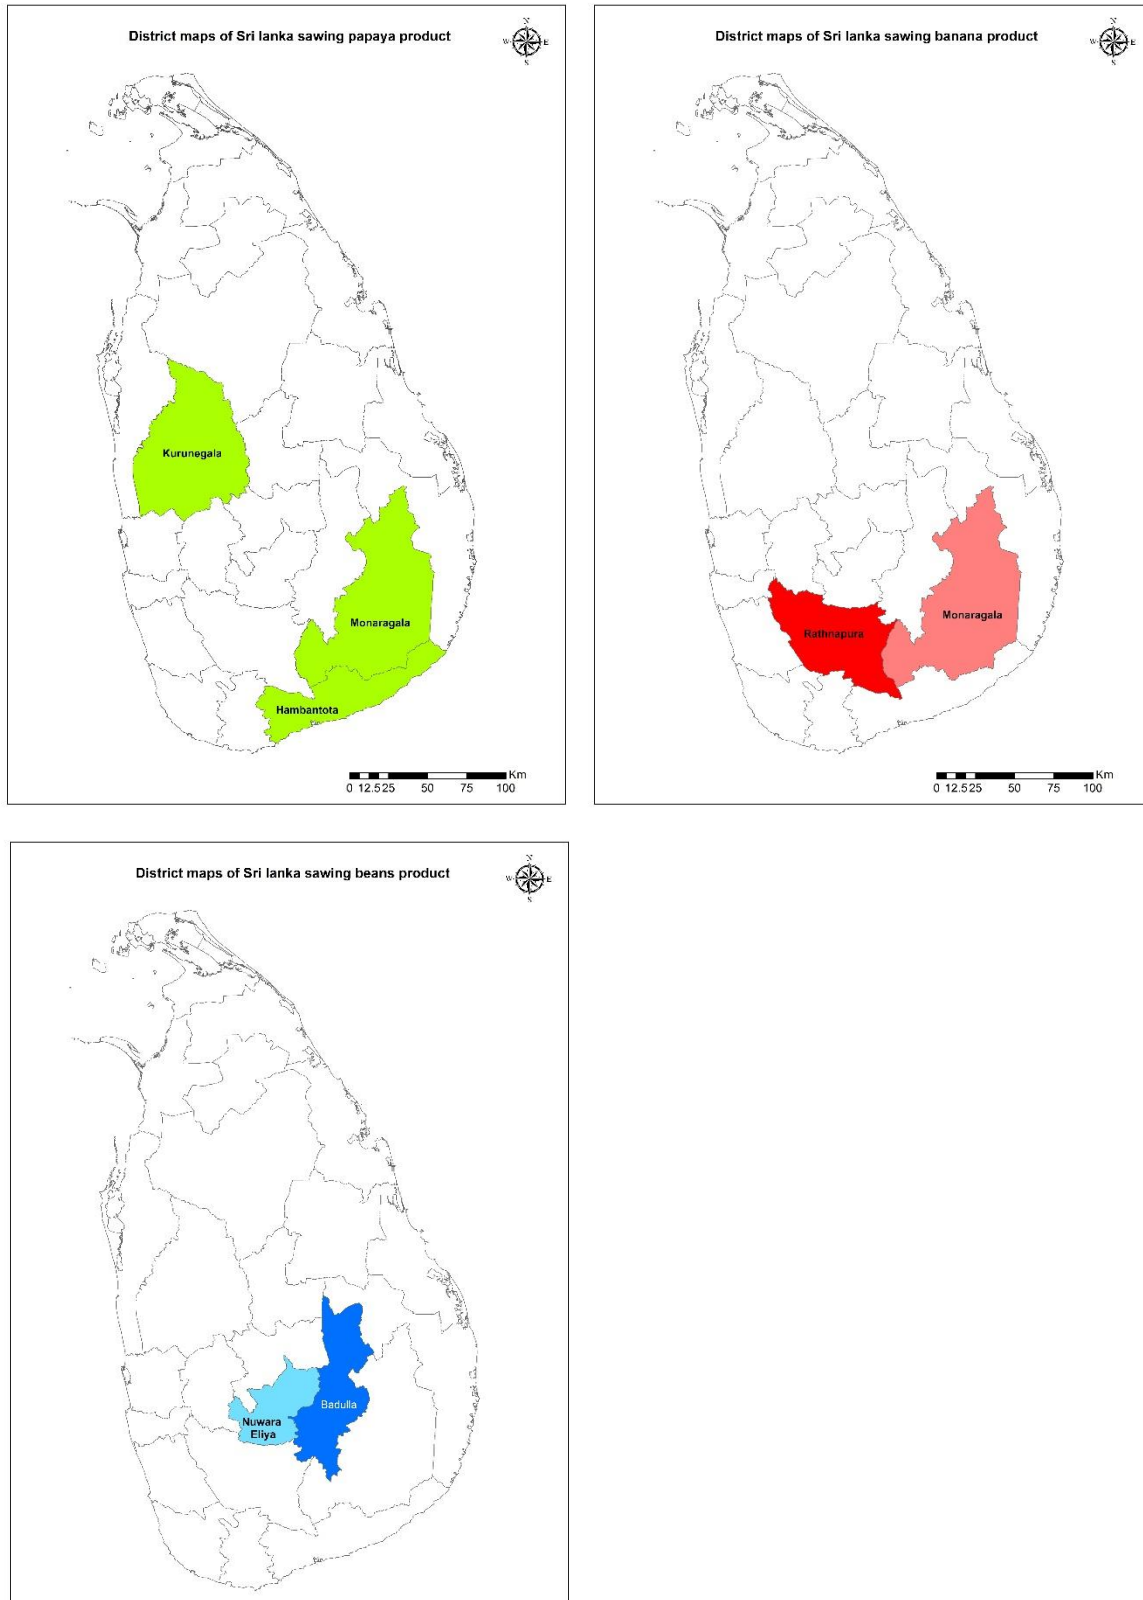 District maps of Sri lanka sawing papaya product
N
W
E
S
Kurunegala
Monaragala
Hambantota
Km
0 12.5 25 50 75 100
District maps of Sri lanka sawing banana product
N
W
E
S
Rathnapura
Monaragala
Km
0 12.5 25 50 75 100
District maps of Sri lanka sawing beans product
N
W
E
S
Badulla
Nuwara
Eliya